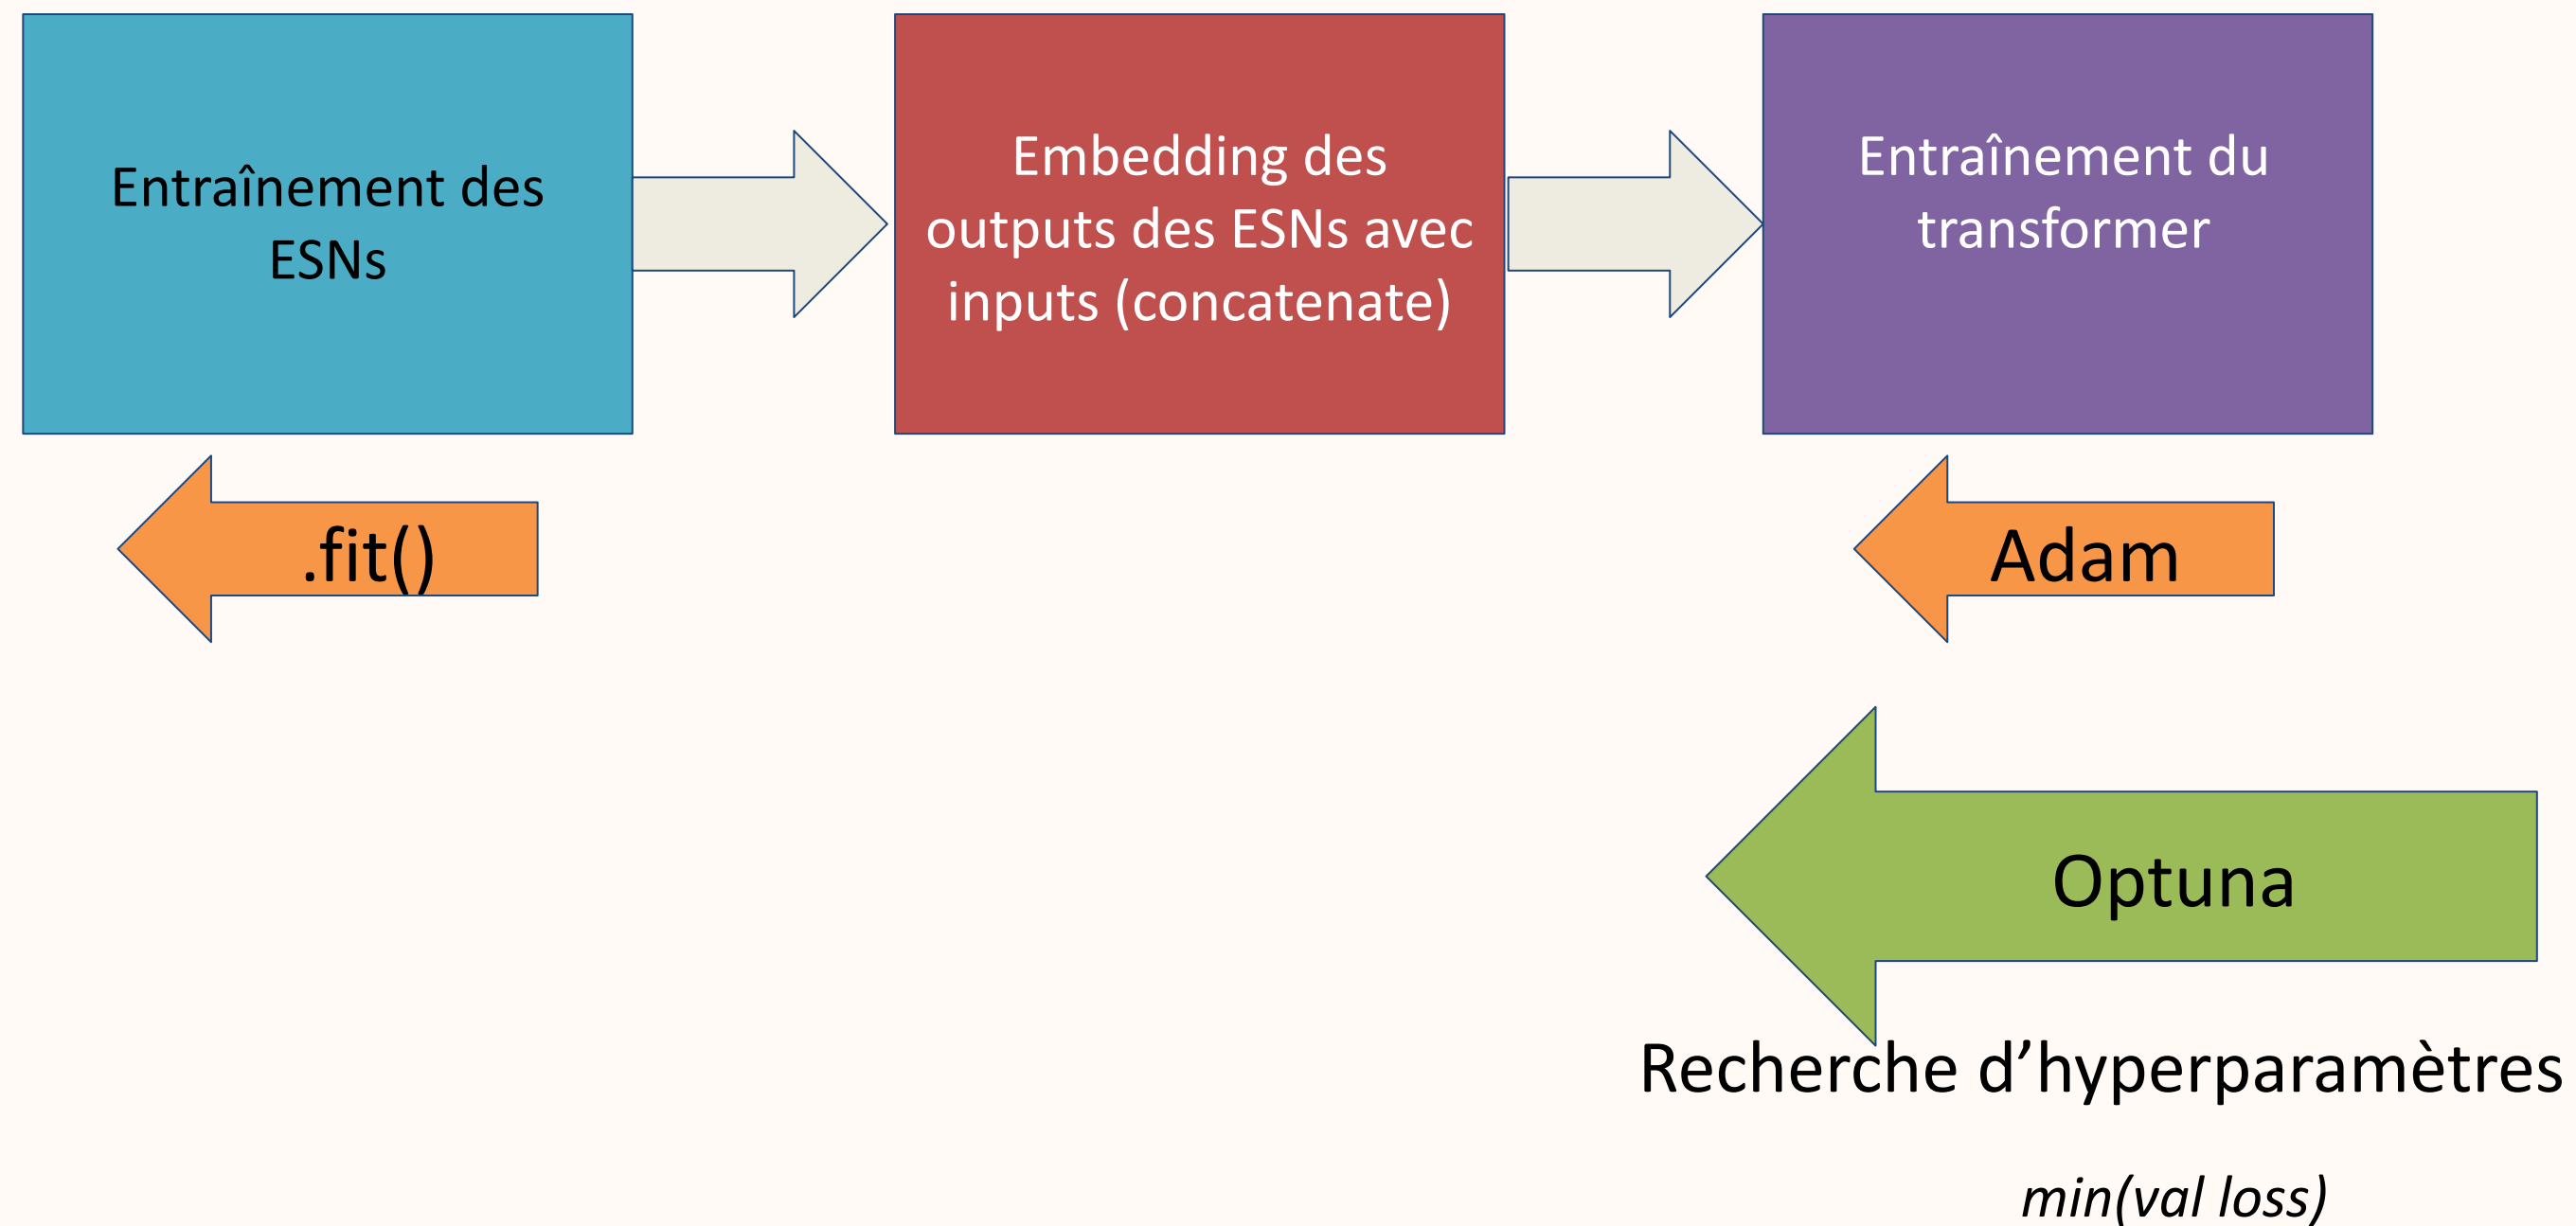 Entraînement des
ESNs
Embedding des
outputs des ESNs avec
inputs (concatenate)
Entraînement du
transformer
.fit()
Adam
Optuna
Recherche d’hyperparamètres
min(val loss)